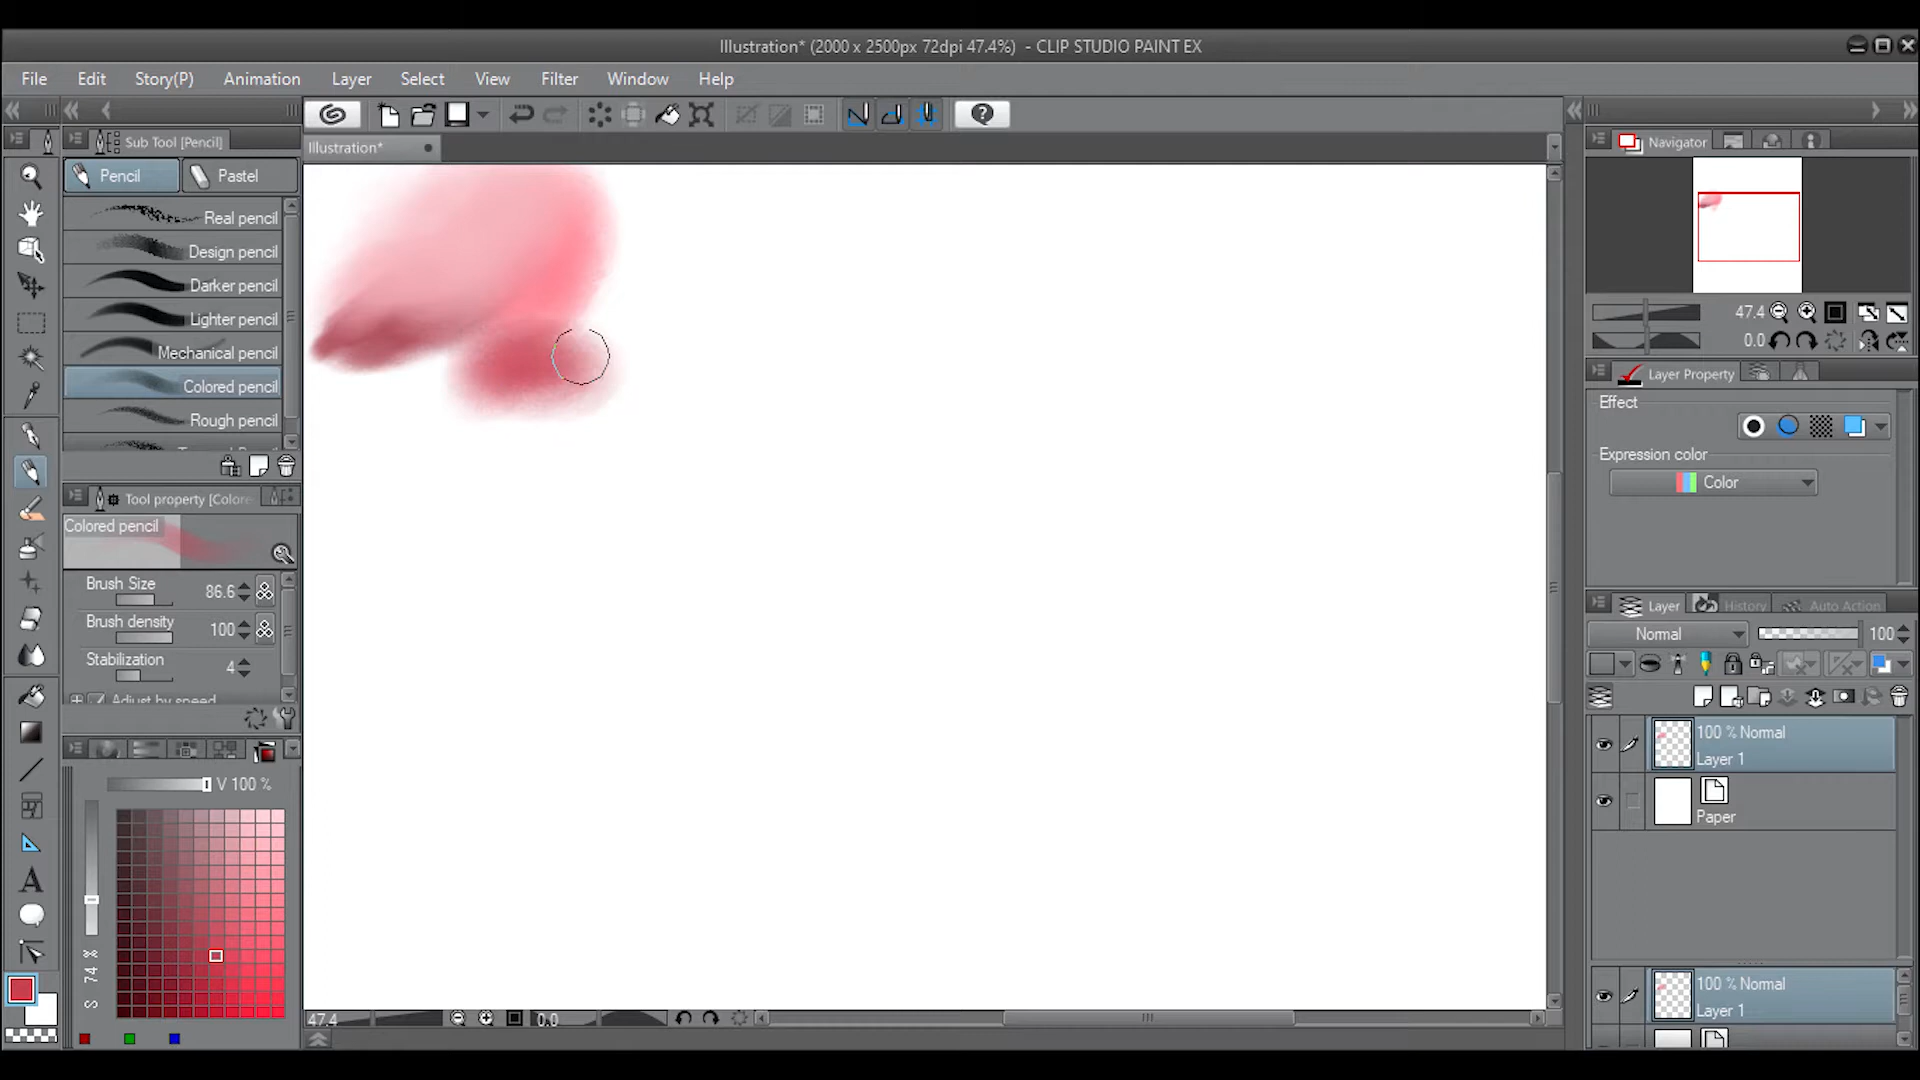 Illustration* (2000 x 2500px 72dpi 47.4%) - CLIP STUDIO PAINT EX
File Edit Story(P) Animation Layer Select View Filter Window Help
Sub Tool [Pencil]
Illustration*
Navigator
Pencil Pastel
Real pencil
Design pencil
Darker pencil
Lighter pencil
Mechanical pencil
Colored pencil
Rough pencil
47.4
0.0
Layer Property
Effect
Expression color
Color
Tool property [Colore
Colored pencil
Brush Size 86.6
Brush density 100
Stabilization 4
Adjust by speed
V 100 %
74
S
Layer History Auto Action
Normal 100
100 % Normal
Layer 1
Paper
100 % Normal
Layer 1
47.4 0.0